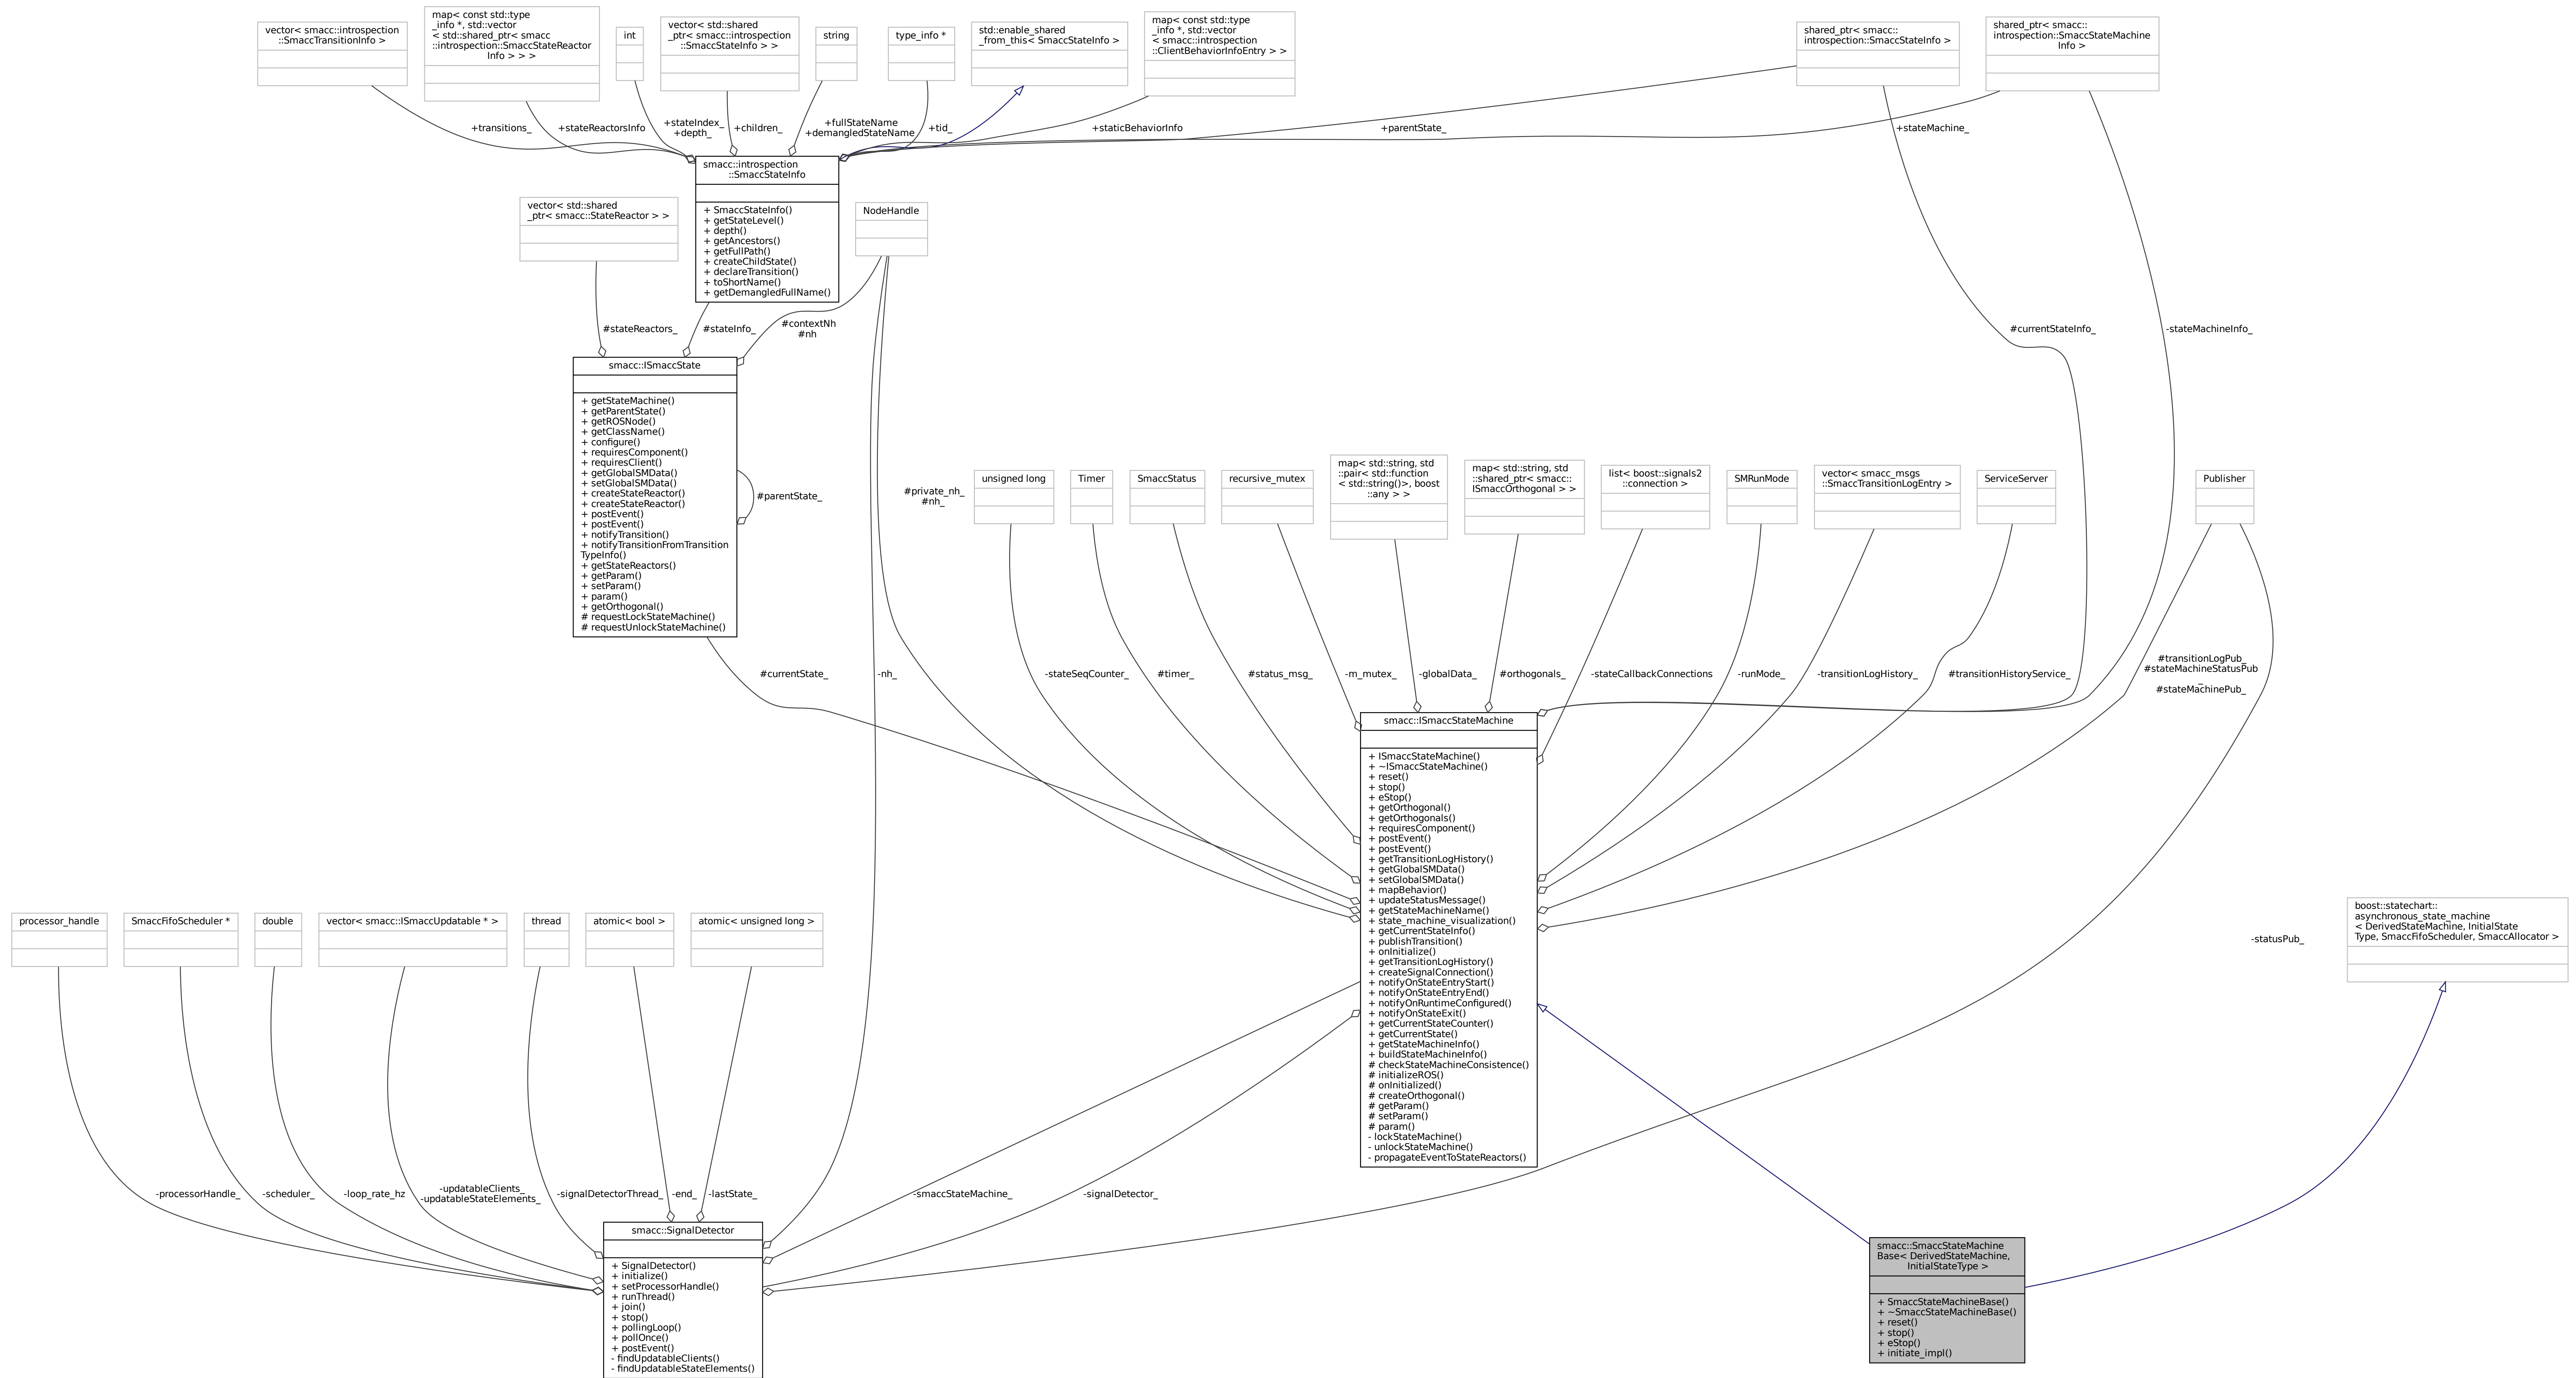 vector< smacc::introspection
::SmaccTransitionInfo >
map< const std::type
_info *, std::vector
< std::shared_ptr< smacc
::introspection::SmaccStateReactor
Info > > >
int
vector< std::shared
_ptr< smacc::introspection
::SmaccStateInfo > >
string
type_info *
std::enable_shared
_from_this< SmaccStateInfo >
map< const std::type
_info *, std::vector
< smacc::introspection
::ClientBehaviorInfoEntry > >
shared_ptr< smacc::
introspection::SmaccStateInfo >
shared_ptr< smacc::
introspection::SmaccStateMachine
Info >
+transitions_
+stateReactorsInfo
+stateIndex_
+depth_
+children_
+fullStateName
+demangledStateName
+tid_
+staticBehaviorInfo
+parentState_
+stateMachine_
smacc::introspection
::SmaccStateInfo
+ SmaccStateInfo()
+ getStateLevel()
+ depth()
+ getAncestors()
+ getFullPath()
+ createChildState()
+ declareTransition()
+ toShortName()
+ getDemangledFullName()
vector< std::shared
_ptr< smacc::StateReactor > >
NodeHandle
#stateReactors_
#stateInfo_
#contextNh
#nh
#currentStateInfo_
-stateMachineInfo_
smacc::ISmaccState
+ getStateMachine()
+ getParentState()
+ getROSNode()
+ getClassName()
+ configure()
+ requiresComponent()
+ requiresClient()
+ getGlobalSMData()
+ setGlobalSMData()
+ createStateReactor()
+ createStateReactor()
+ postEvent()
+ postEvent()
+ notifyTransition()
+ notifyTransitionFromTransition
TypeInfo()
+ getStateReactors()
+ getParam()
+ setParam()
+ param()
+ getOrthogonal()
# requestLockStateMachine()
# requestUnlockStateMachine()
#parentState_
#private_nh_
#nh_
unsigned long
Timer
SmaccStatus
recursive_mutex
map< std::string, std
::pair< std::function
< std::string()>, boost
::any > >
map< std::string, std
::shared_ptr< smacc::
ISmaccOrthogonal > >
list< boost::signals2
::connection >
SMRunMode
vector< smacc_msgs
::SmaccTransitionLogEntry >
ServiceServer
Publisher
#currentState_
-nh_
-stateSeqCounter_
#timer_
#status_msg_
-m_mutex_
-globalData_
#orthogonals_
-stateCallbackConnections
-runMode_
-transitionLogHistory_
#transitionHistoryService_
#transitionLogPub_
#stateMachineStatusPub
_
#stateMachinePub_
smacc::ISmaccStateMachine
+ ISmaccStateMachine()
+ ~ISmaccStateMachine()
+ reset()
+ stop()
+ eStop()
+ getOrthogonal()
+ getOrthogonals()
+ requiresComponent()
+ postEvent()
+ postEvent()
+ getTransitionLogHistory()
+ getGlobalSMData()
+ setGlobalSMData()
+ mapBehavior()
+ updateStatusMessage()
+ getStateMachineName()
+ state_machine_visualization()
+ getCurrentStateInfo()
+ publishTransition()
+ onInitialize()
+ getTransitionLogHistory()
+ createSignalConnection()
+ notifyOnStateEntryStart()
+ notifyOnStateEntryEnd()
+ notifyOnRuntimeConfigured()
+ notifyOnStateExit()
+ getCurrentStateCounter()
+ getCurrentState()
+ getStateMachineInfo()
+ buildStateMachineInfo()
# checkStateMachineConsistence()
# initializeROS()
# onInitialized()
# createOrthogonal()
# getParam()
# setParam()
# param()
- lockStateMachine()
- unlockStateMachine()
- propagateEventToStateReactors()
processor_handle
SmaccFifoScheduler *
double
vector< smacc::ISmaccUpdatable * >
thread
atomic< bool >
atomic< unsigned long >
-statusPub_
boost::statechart::
asynchronous_state_machine
< DerivedStateMachine, InitialState
Type, SmaccFifoScheduler, SmaccAllocator >
-processorHandle_
-scheduler_
-loop_rate_hz
-updatableClients_
-updatableStateElements_
-signalDetectorThread_
-end_
-lastState_
-smaccStateMachine_
-signalDetector_
smacc::SignalDetector
+ SignalDetector()
+ initialize()
+ setProcessorHandle()
+ runThread()
+ join()
+ stop()
+ pollingLoop()
+ pollOnce()
+ postEvent()
- findUpdatableClients()
- findUpdatableStateElements()
smacc::SmaccStateMachine
Base< DerivedStateMachine,
InitialStateType >
+ SmaccStateMachineBase()
+ ~SmaccStateMachineBase()
+ reset()
+ stop()
+ eStop()
+ initiate_impl()